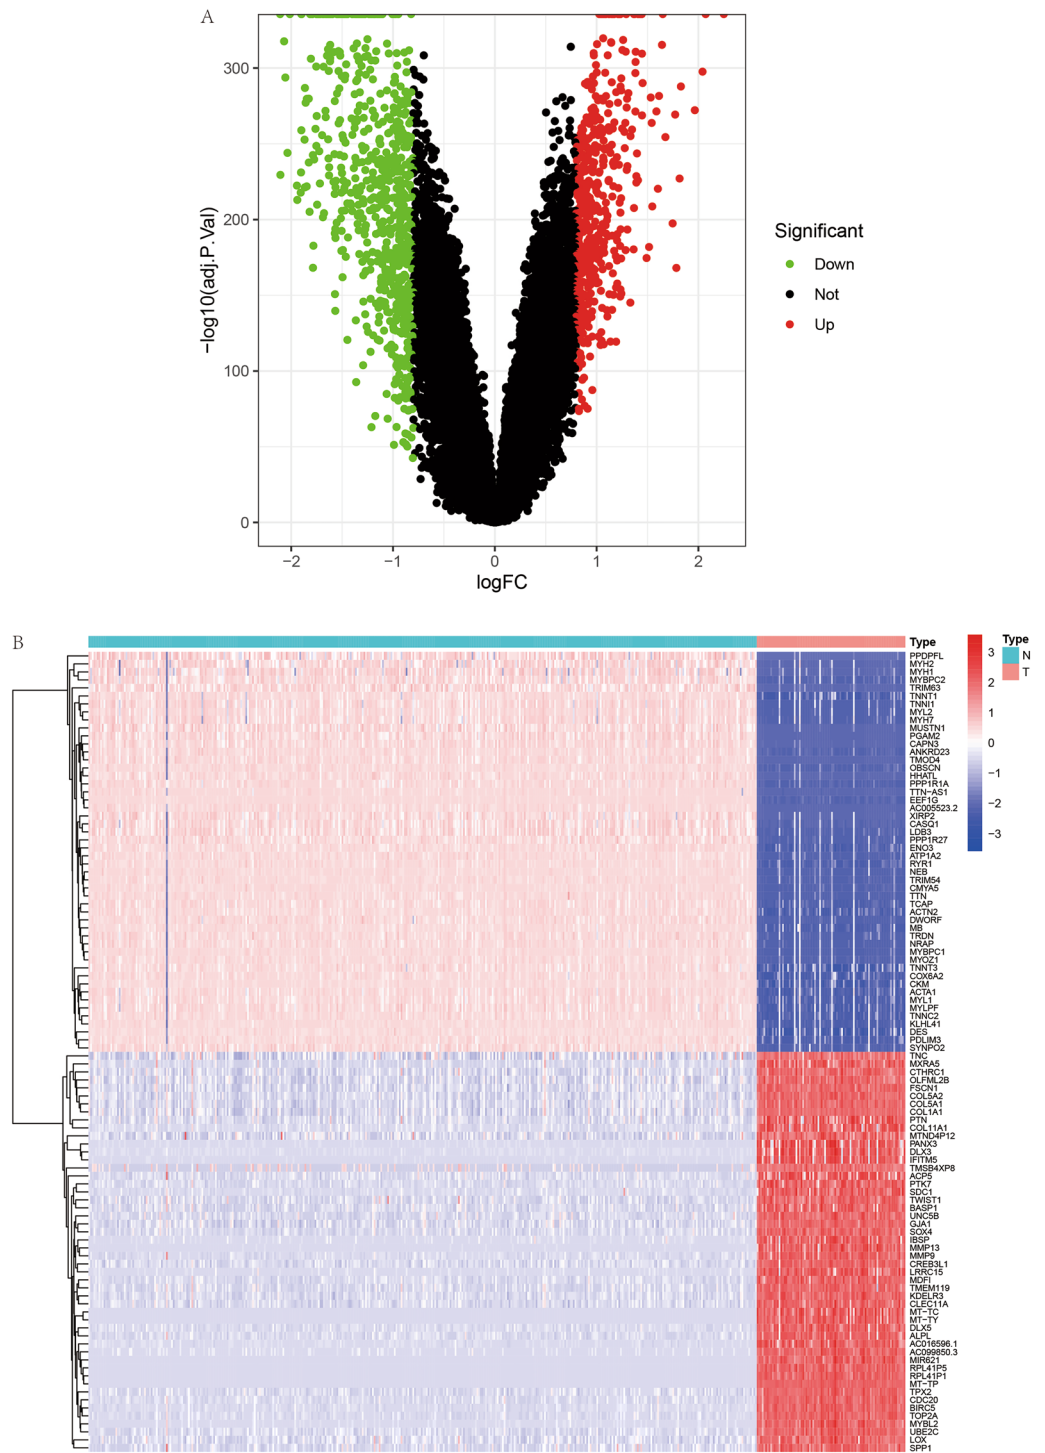 A
300
200
100
0
−log10(adj.P.Val)
−2
−1
0
1
2
logFC
Significant
Down
Not
Up
B
Type
PPDPFL
MYH2
MYH1
MYBPC2
TRIM63
TNNT1
TNNI1
MYL2
MYH7
MUSTN1
PGAM2
CAPN3
ANKRD23
TMOD4
OBSCN
HHATL
PPP1R1A
TTN−AS1
EEF1G
AC005523.2
XIRP2
CASQ1
LDB3
PPP1R27
ENO3
ATP1A2
RYR1
NEB
TRIM54
CMYA5
TTN
TCAP
ACTN2
DWORF
MB
TRDN
NRAP
MYBPC1
MYOZ1
TNNT3
COX6A2
CKM
ACTA1
MYL1
MYLPF
TNNC2
KLHL41
DES
PDLIM3
SYNPO2
TNC
MXRA5
CTHRC1
OLFML2B
FSCN1
COL5A2
COL5A1
COL1A1
PTN
COL11A1
MTND4P12
PANX3
DLX3
IFITM5
TMSB4XP8
ACP5
PTK7
SDC1
TWIST1
BASP1
UNC5B
GJA1
SOX4
IBSP
MMP13
MMP9
CREB3L1
LRRC15
MDFI
TMEM119
KDELR3
CLEC11A
MT−TC
MT−TY
DLX5
ALPL
AC016596.1
AC099850.3
MIR621
RPL41P5
RPL41P1
MT−TP
TPX2
CDC20
BIRC5
TOP2A
MYBL2
UBE2C
LOX
SPP1
3
2
1
0
−1
−2
−3
Type
N
T